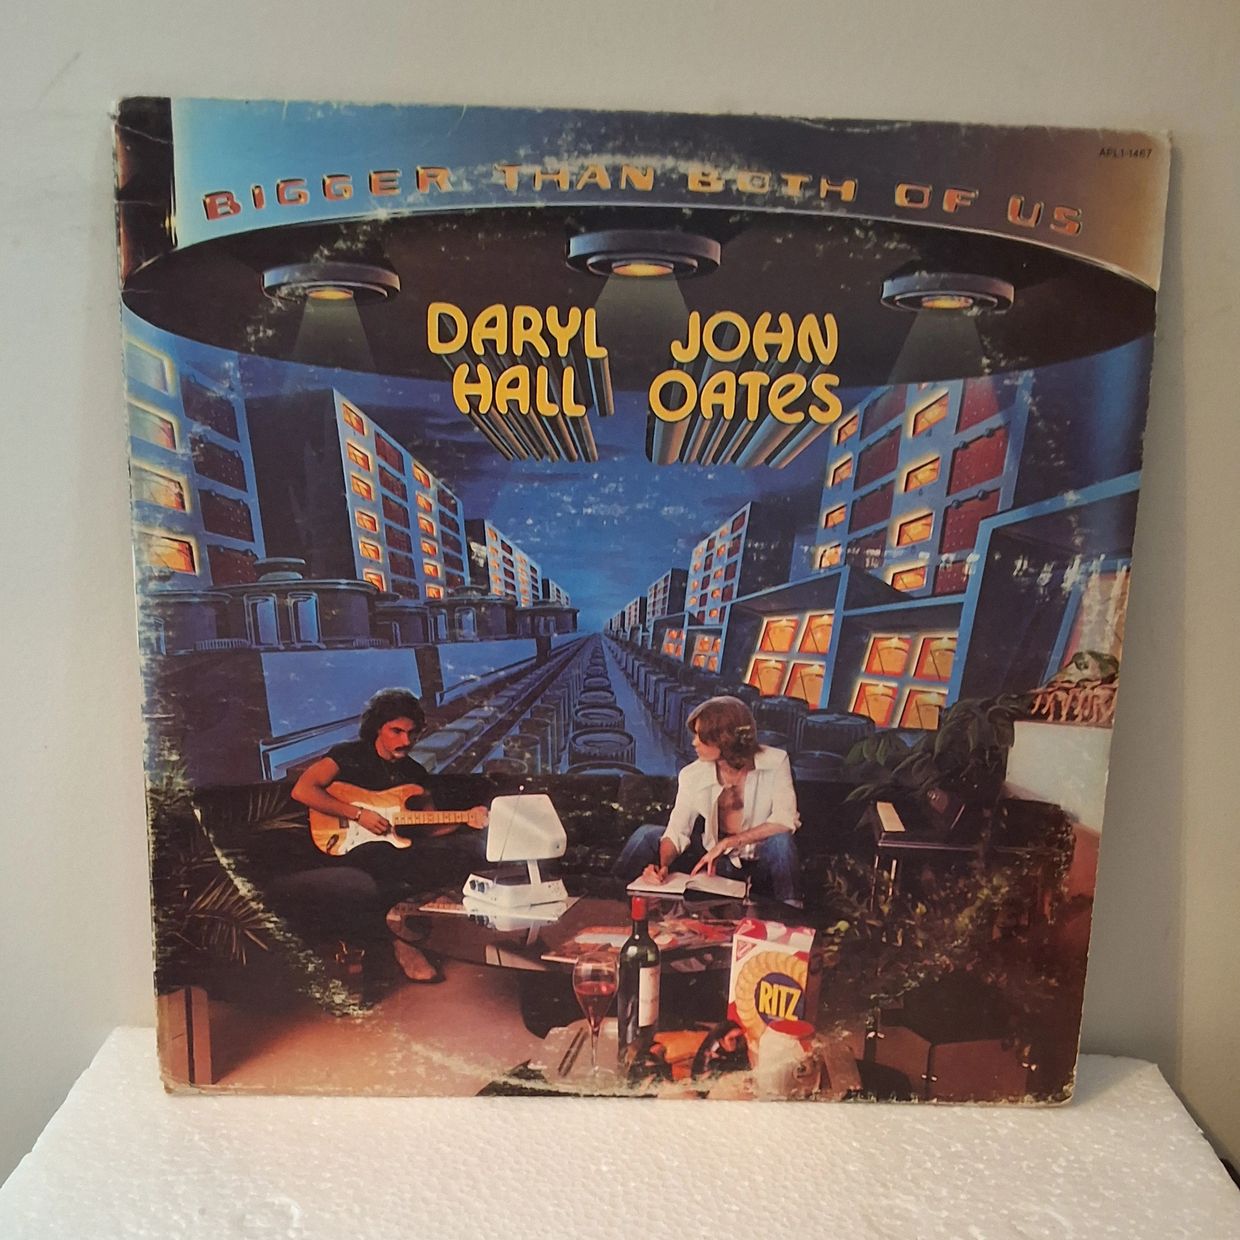 APL1-1467
BIGGER THAN BOTH OF US
DARYL HALL
JOHN OATES
RITZ